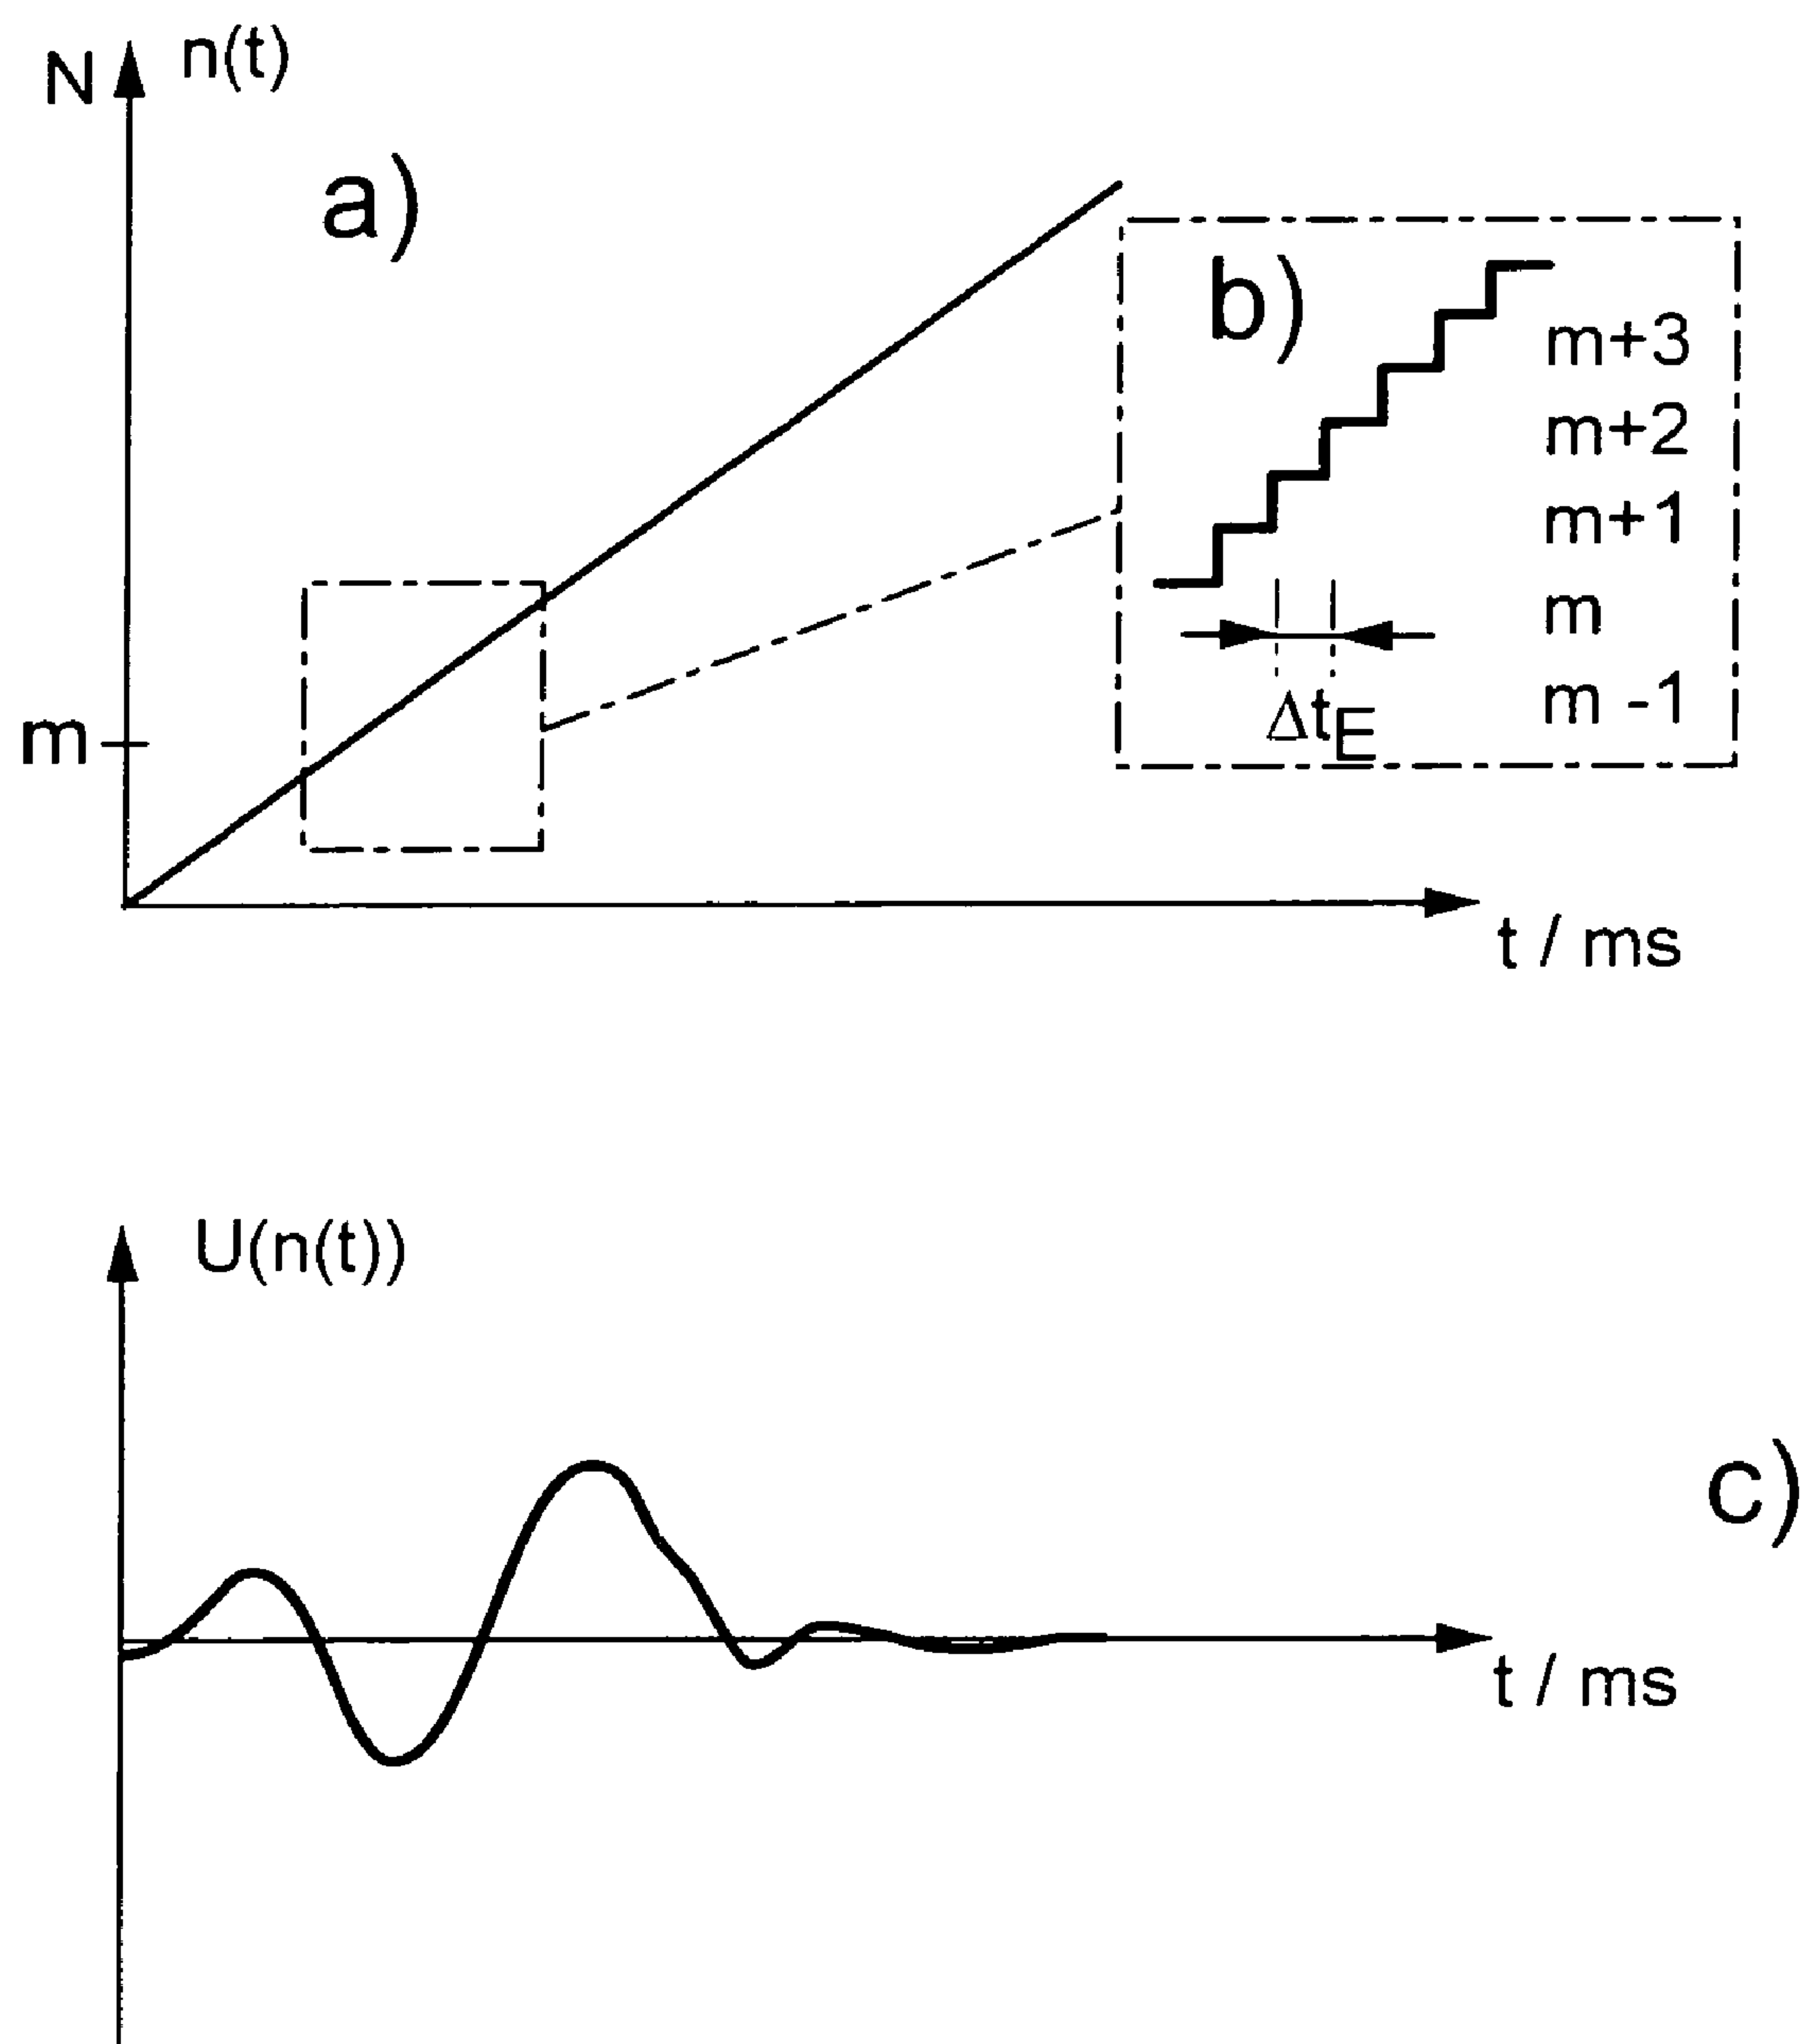 N n(t)
a)
b)
m+3
m+2
m+1
m
m -1
ΔtE
m
t / ms
U(n(t))
c)
t / ms